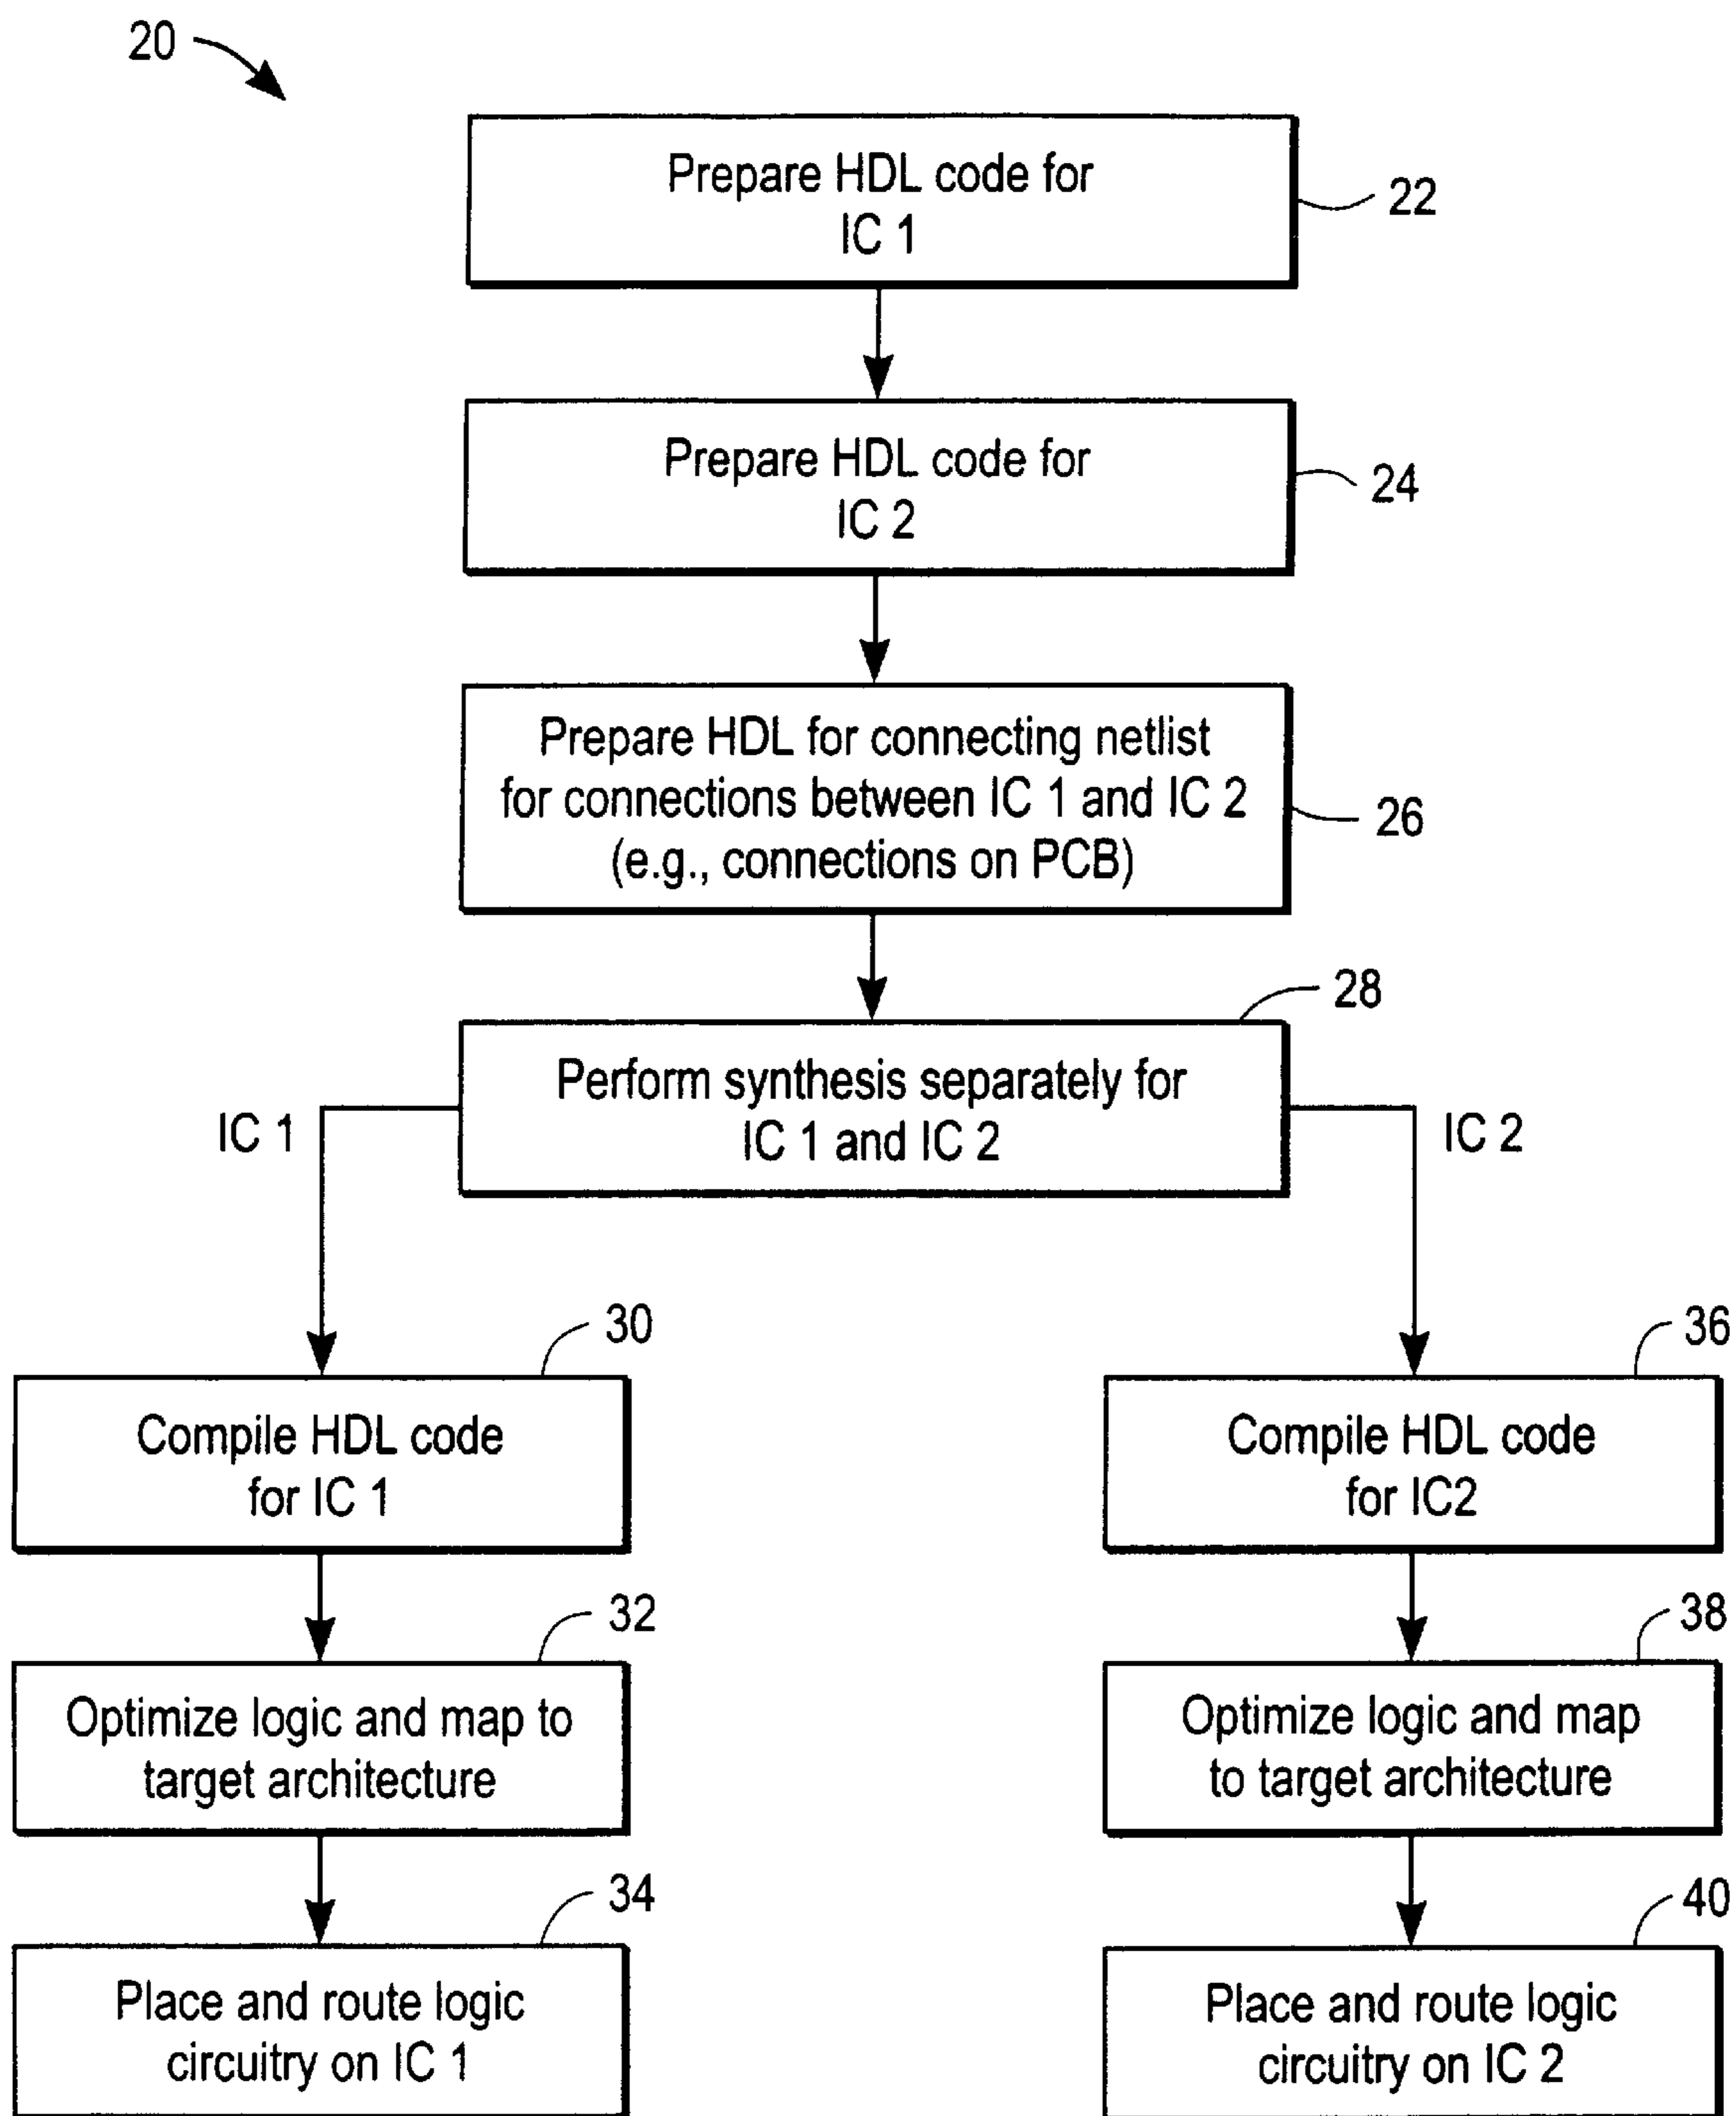 20
Prepare HDL code for
IC 1
22
Prepare HDL code for
IC 2
24
Prepare HDL for connecting netlist
for connections between IC 1 and IC 2
(e.g., connections on PCB)
26
28
Perform synthesis separately for
IC 1 and IC 2
IC 1
IC 2
30
Compile HDL code
for IC 1
36
Compile HDL code
for IC2
32
Optimize logic and map to
target architecture
38
Optimize logic and map
to target architecture
34
Place and route logic
circuitry on IC 1
40
Place and route logic
circuitry on IC 2